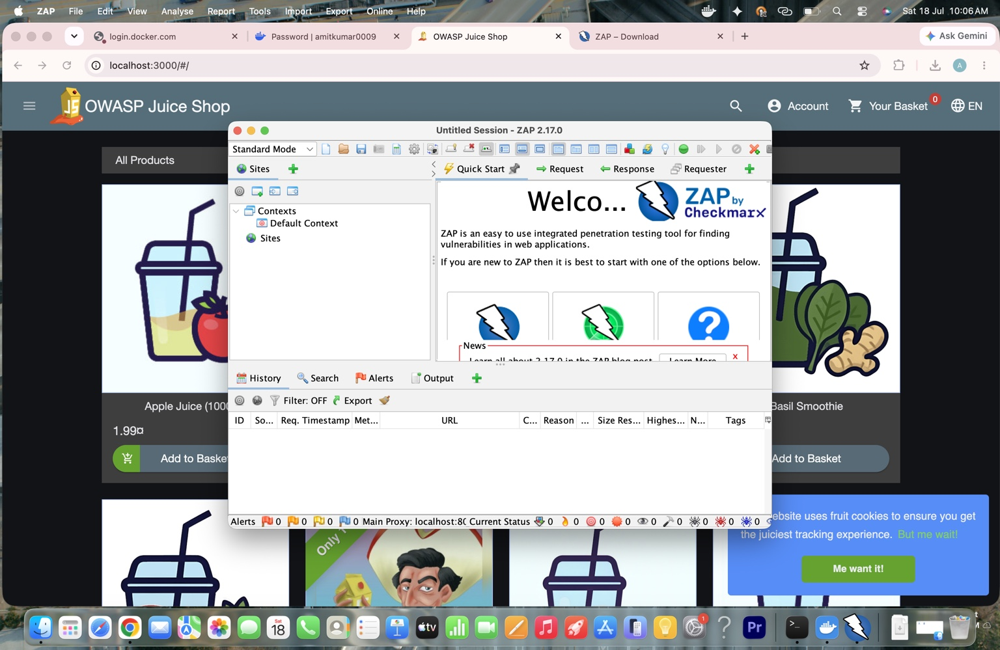 ZAP File Edit View Analyse Report Tools Import Export Online Help Sat 18 Jul 10:06 AM
login.docker.com Password | amitkumar0009 OWASP Juice Shop ZAP – Download Ask Gemini
localhost:3000/#/ A
JS OWASP Juice Shop Account Your Basket 0 EN
Untitled Session - ZAP 2.17.0
Standard Mode
All Products
Sites Quick Start Request Response Requester
Welco... ZAP by Checkmarx
Contexts
Default Context
Sites
ZAP is an easy to use integrated penetration testing tool for finding
vulnerabilities in web applications.
If you are new to ZAP then it is best to start with one of the options below.
News
Learn all about 2.17.0 in the ZAP blog post Learn More x
History Search Alerts Output
Filter: OFF Export
ID So... Req. Timestamp Met... URL C... Reason ... Size Res... Highes... N... Tags
Apple Juice (1000
Basil Smoothie
1.99¤
Add to Baske
Add to Basket
Alerts 0 0 0 0 Main Proxy: localhost:80 Current Status 0 0 0 0 0 0 0 0 0
Only 1
ebsite uses fruit cookies to ensure you get
the juiciest tracking experience. But me wait!
Me want it!
Sat
18
tv
1
Pr